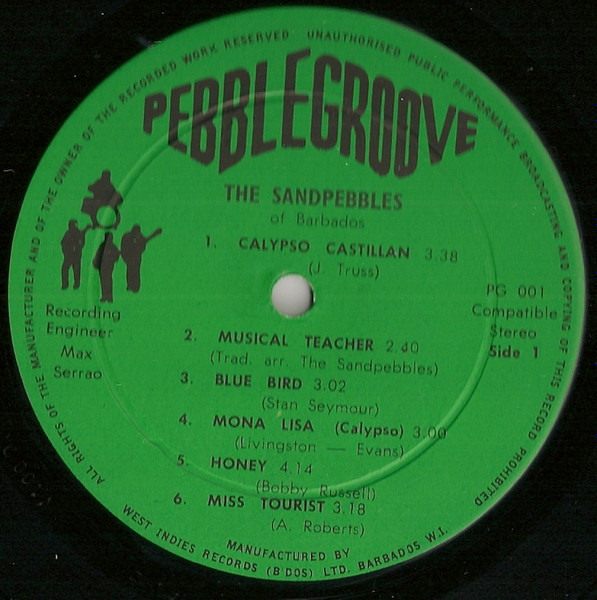 ALL RIGHTS OF THE MANUFACTURER AND OF THE OWNER OF THE RECORDED WORK RESERVED UNAUTHORISED PUBLIC PERFORMANCE BROADCASTING AND COPYING OF THIS RECORD PROHIBITED
PEBBLEGROOVE
THE SANDPEBBLES
of Barbados
1. CALYPSO CASTILLAN 3.38
(J. Truss)
PG 001
Compatible
Stereo
Side 1
Recording
Engineer
Max
Serrao
2. MUSICAL TEACHER 2.40
(Trad. arr. The Sandpebbles)
3. BLUE BIRD 3.02
(Stan Seymour)
4. MONA LISA (Calypso) 3.00
(Livingston — Evans)
5. HONEY 4.14
(Bobby Russell)
6. MISS TOURIST 3.18
(A. Roberts)
MANUFACTURED BY
WEST INDIES RECORDS (B'DOS) LTD. BARBADOS W.I.